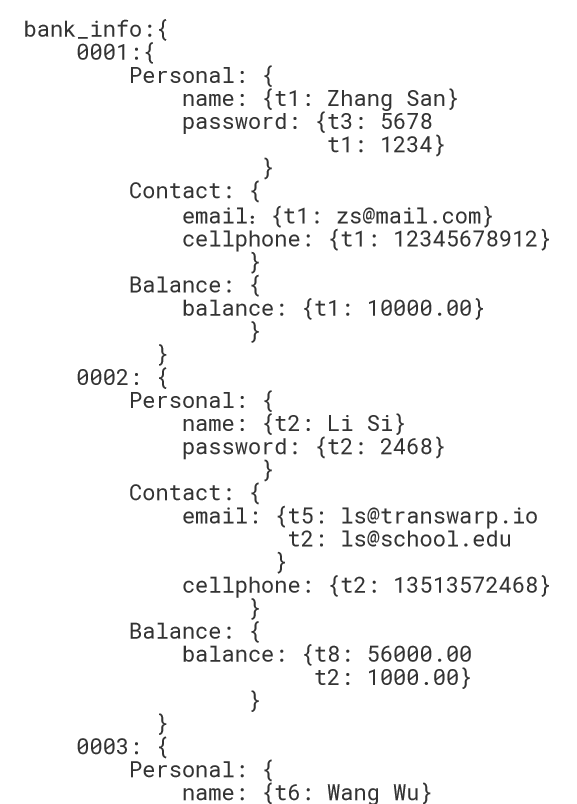 bank_info:{
    0001:{
        Personal: {
            name: {t1: Zhang San}
            password: {t3: 5678
                       t1: 1234}
                  }
        Contact: {
            email: {t1: zs@mail.com}
            cellphone: {t1: 12345678912}
                 }
        Balance: {
            balance: {t1: 10000.00}
                 }
          }
    0002: {
        Personal: {
            name: {t2: Li Si}
            password: {t2: 2468}
                  }
        Contact: {
            email: {t5: ls@transwarp.io
                    t2: ls@school.edu
                   }
            cellphone: {t2: 13513572468}
                 }
        Balance: {
            balance: {t8: 56000.00
                      t2: 1000.00}
                 }
          }
    0003: {
        Personal: {
            name: {t6: Wang Wu}